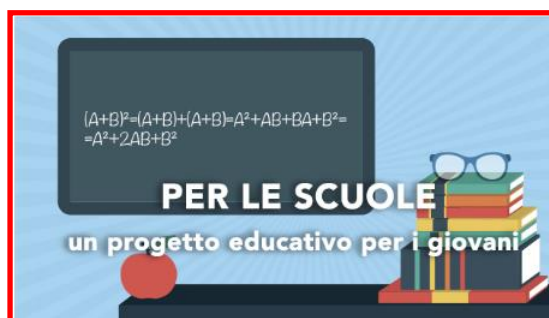 (A+B)²=(A+B)+(A+B)=A²+AB+BA+B²=
=A²+2AB+B²
PER LE SCUOLE
un progetto educativo per i giovani